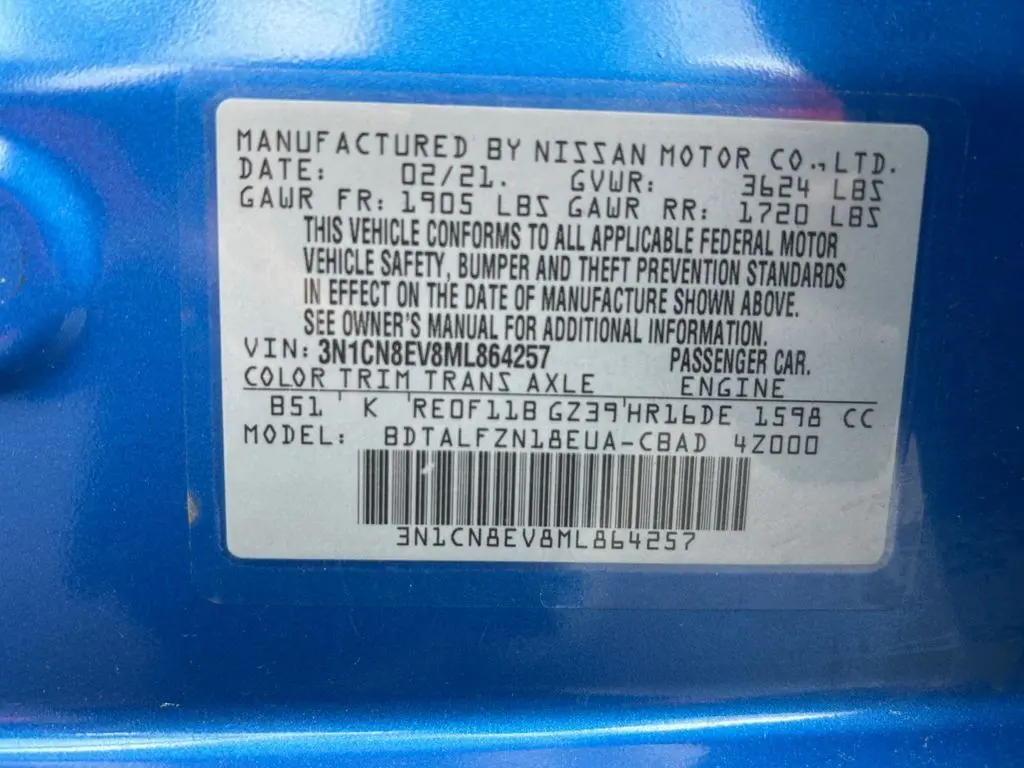 MANUFACTURED BY NISSAN MOTOR CO.,LTD.
DATE: 02/21. GVWR: 3624 LBS
GAWR FR: 1905 LBS GAWR RR: 1720 LBS
THIS VEHICLE CONFORMS TO ALL APPLICABLE FEDERAL MOTOR
VEHICLE SAFETY, BUMPER AND THEFT PREVENTION STANDARDS
IN EFFECT ON THE DATE OF MANUFACTURE SHOWN ABOVE.
SEE OWNER'S MANUAL FOR ADDITIONAL INFORMATION.
VIN: 3N1CN8EV8ML864257 PASSENGER CAR.
COLOR TRIM TRANS AXLE ENGINE
B51 ' K 'RE0F11B GZ39'HR16DE 1598 CC
MODEL: BDTALFZN18EUA-CBAD 4Z000
3N1CN8EV8ML864257